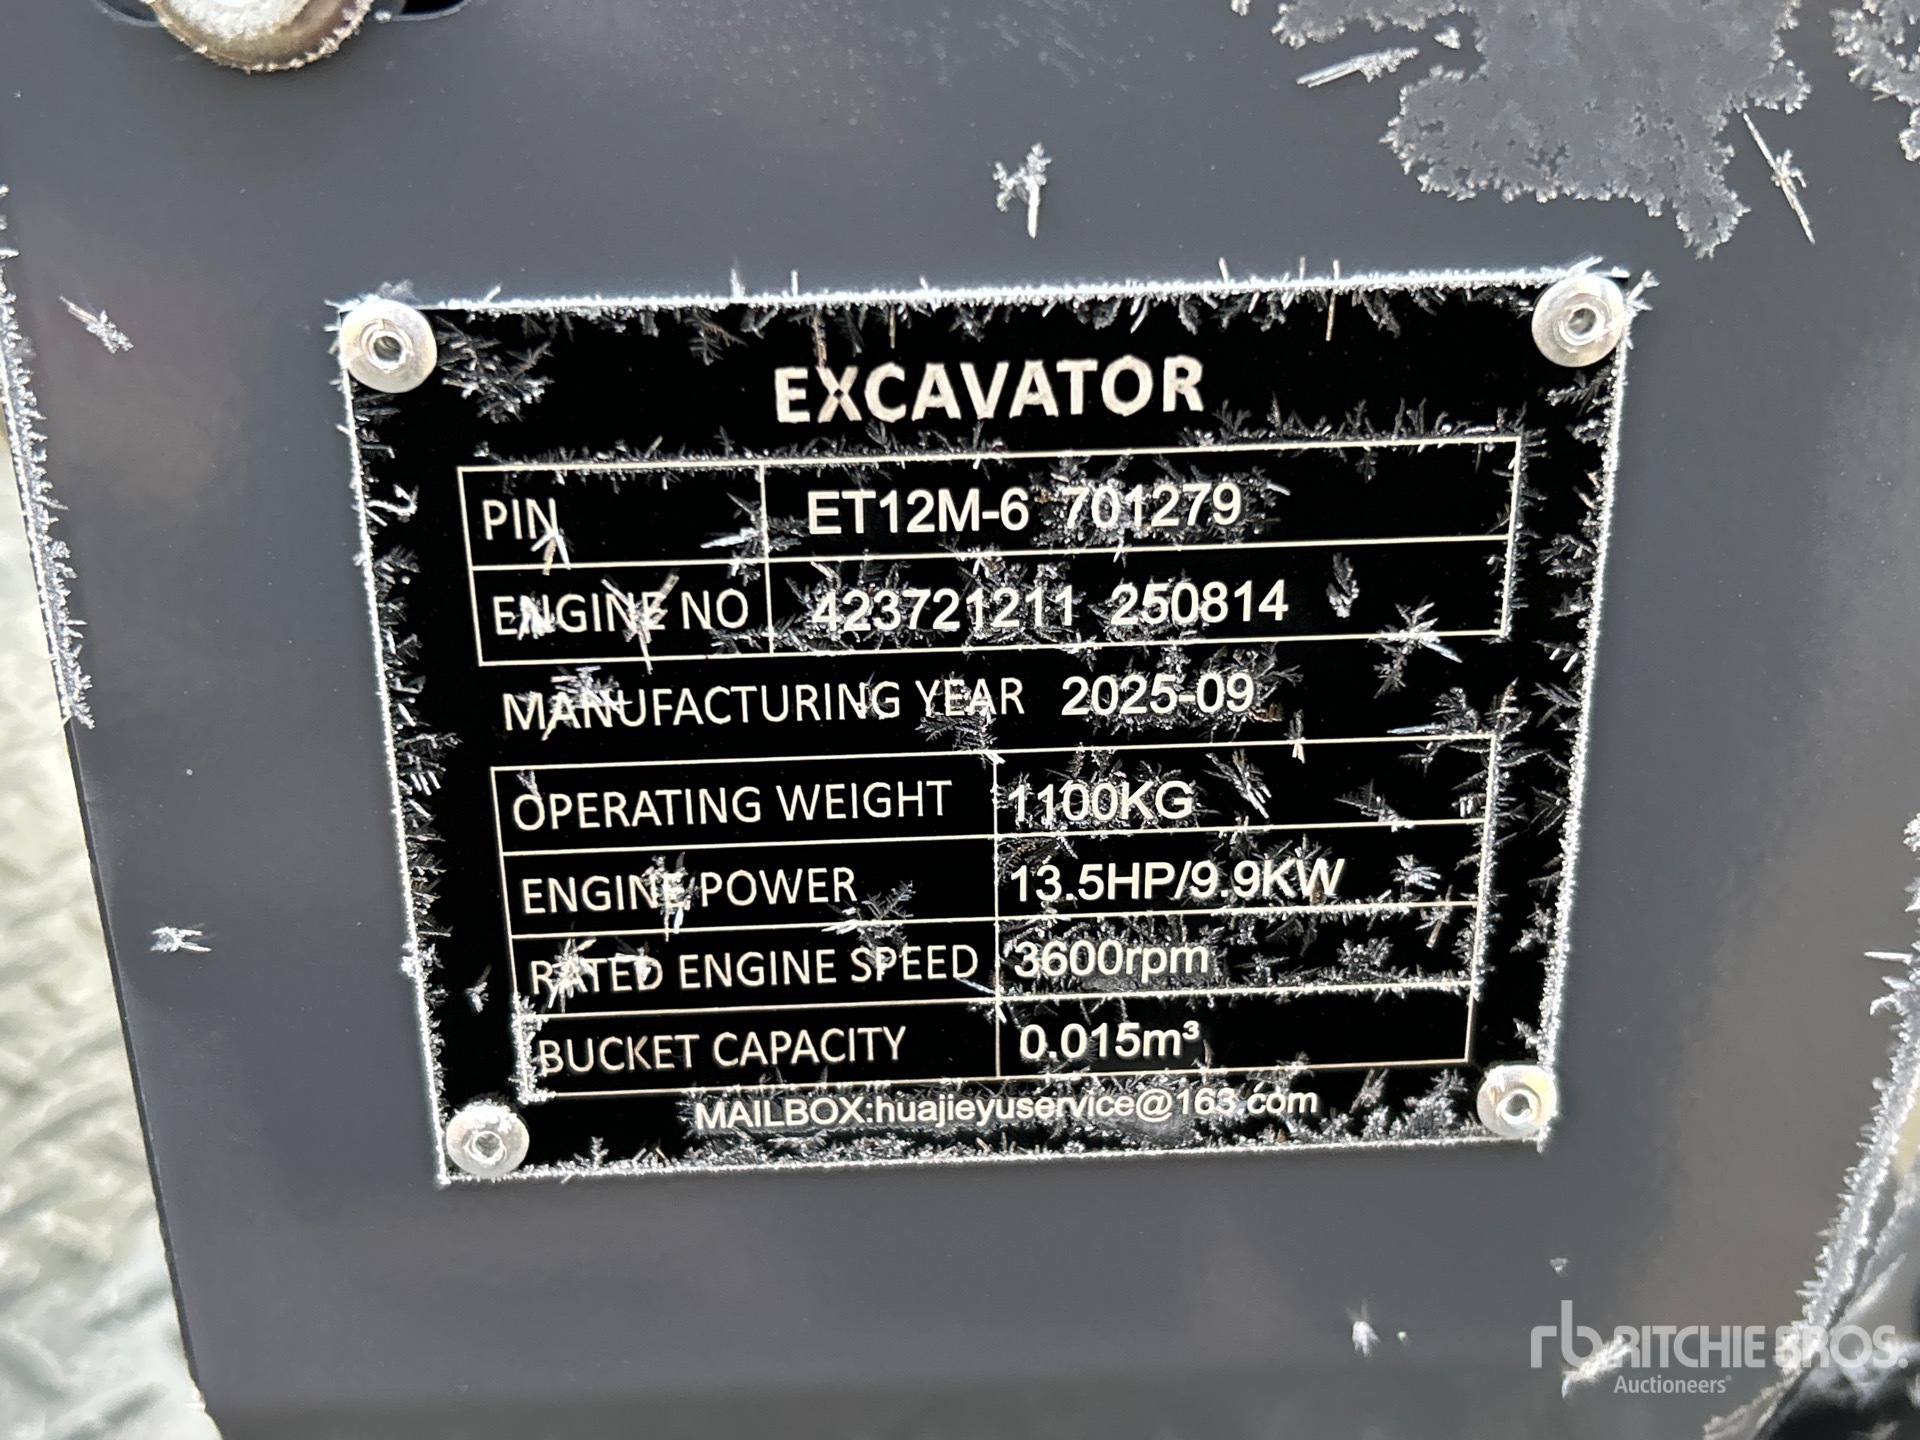 EXCAVATOR
PIN ET12M-6 701279
ENGINE NO 423721211 250814
MANUFACTURING YEAR 2025-09
OPERATING WEIGHT 1100KG
ENGINE POWER 13.5HP/9.9KW
RATED ENGINE SPEED 3600rpm
BUCKET CAPACITY 0.015m³
MAILBOX:huajieyuservice@163.com
rb RITCHIE BROS.
Auctioneers